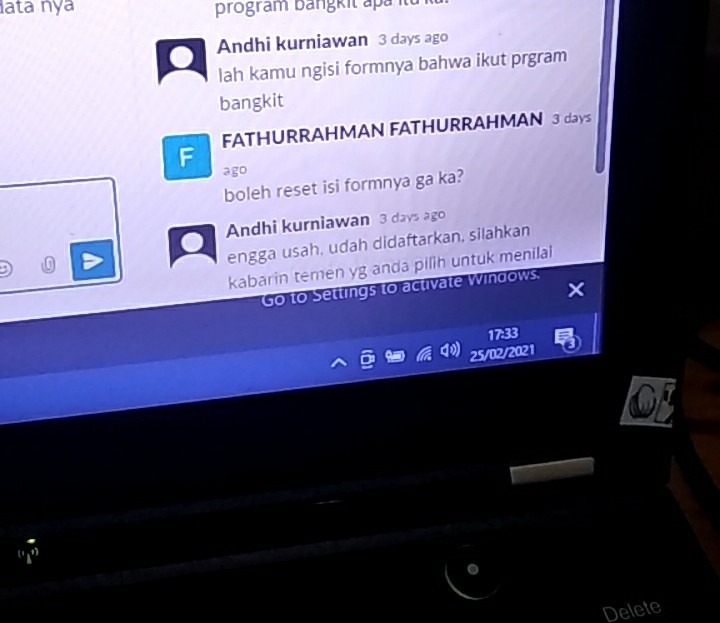 lata nya
program bangkit apa itu ka?
Andhi kurniawan 3 days ago
lah kamu ngisi formnya bahwa ikut prgram
bangkit
F
FATHURRAHMAN FATHURRAHMAN 3 days
ago
boleh reset isi formnya ga ka?
Andhi kurniawan 3 days ago
engga usah, udah didaftarkan, silahkan
kabarin temen yg anda pilih untuk menilai
Go to Settings to activate Windows.
17:33
25/02/2021
3
Delete